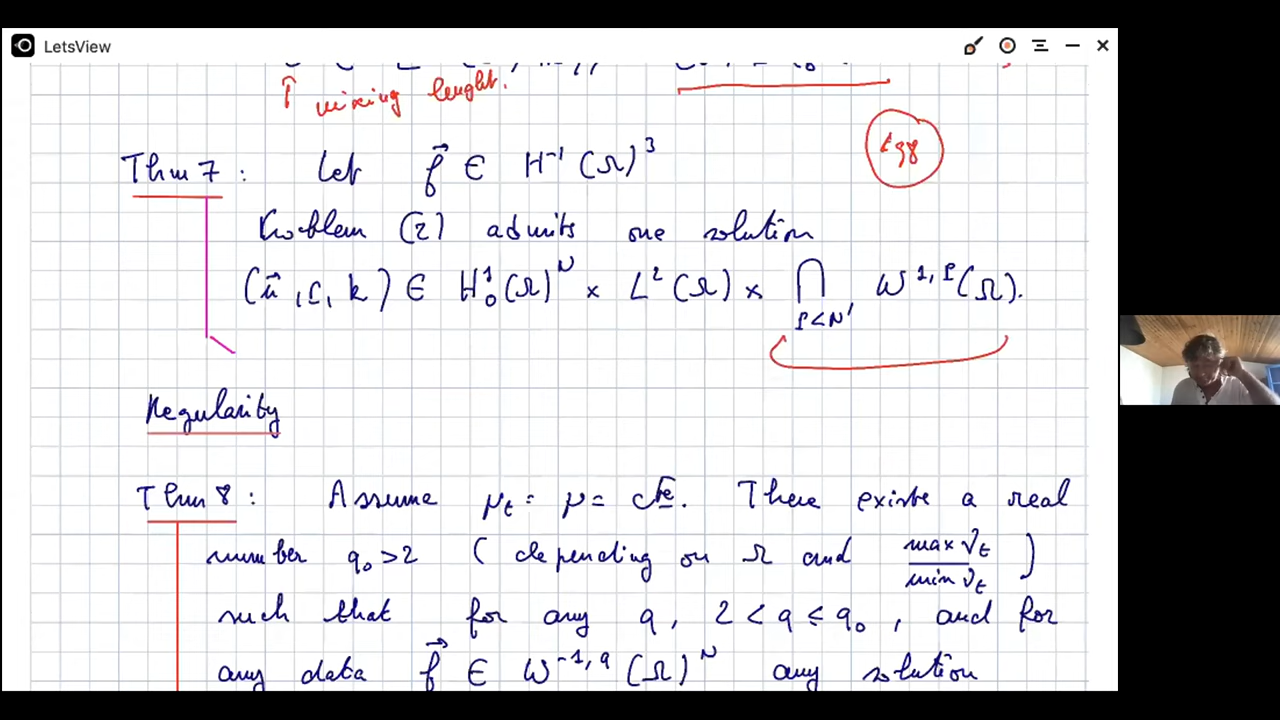 LetsView
↑ mixing lenght.
Thm 7 : Let f⃗ ∈ H⁻¹(Ω)³
Problem (2) admits one solution
(u⃗, p, k) ∈ H¹₀(Ω)ᴺ × L²(Ω) × ⋂ W^{1,p}(Ω).
p<N'
Regularity
Thm 8 : Assume μₜ = μ = c√k. There exists a real
number q₀ > 2 ( depending on Ω and max νₜ / min νₜ )
such that for any q, 2 < q ≤ q₀, and for
any data f⃗ ∈ W^{-1,q}(Ω)ᴺ any solution